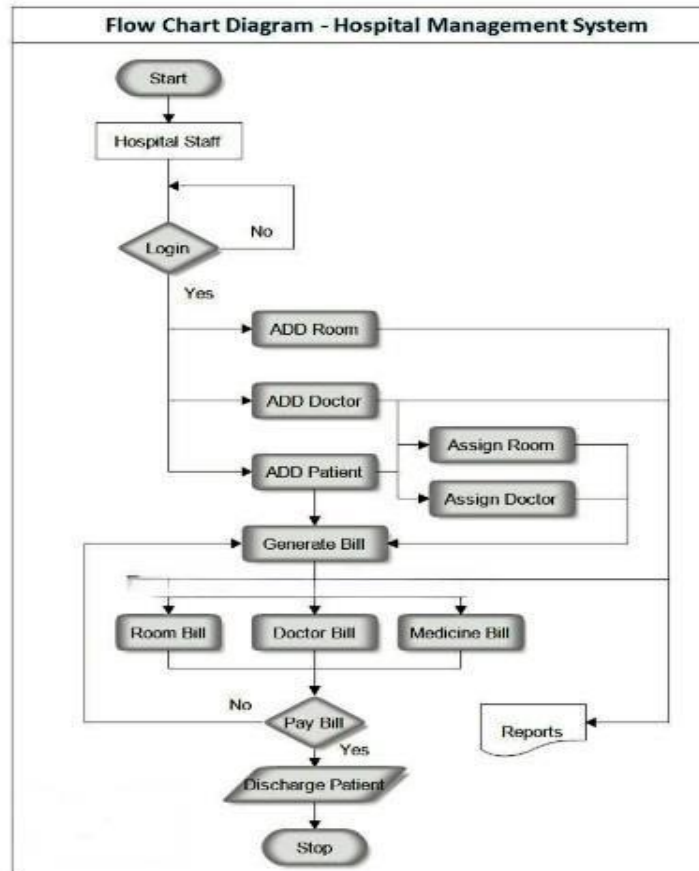 Flow Chart Diagram - Hospital Management System
Start
Hospital Staff
No
Login
Yes
ADD Room
ADD Doctor
Assign Room
ADD Patient
Assign Doctor
Generate Bill
Room Bill
Doctor Bill
Medicine Bill
No
Pay Bill
Reports
Yes
Discharge Patient
Stop